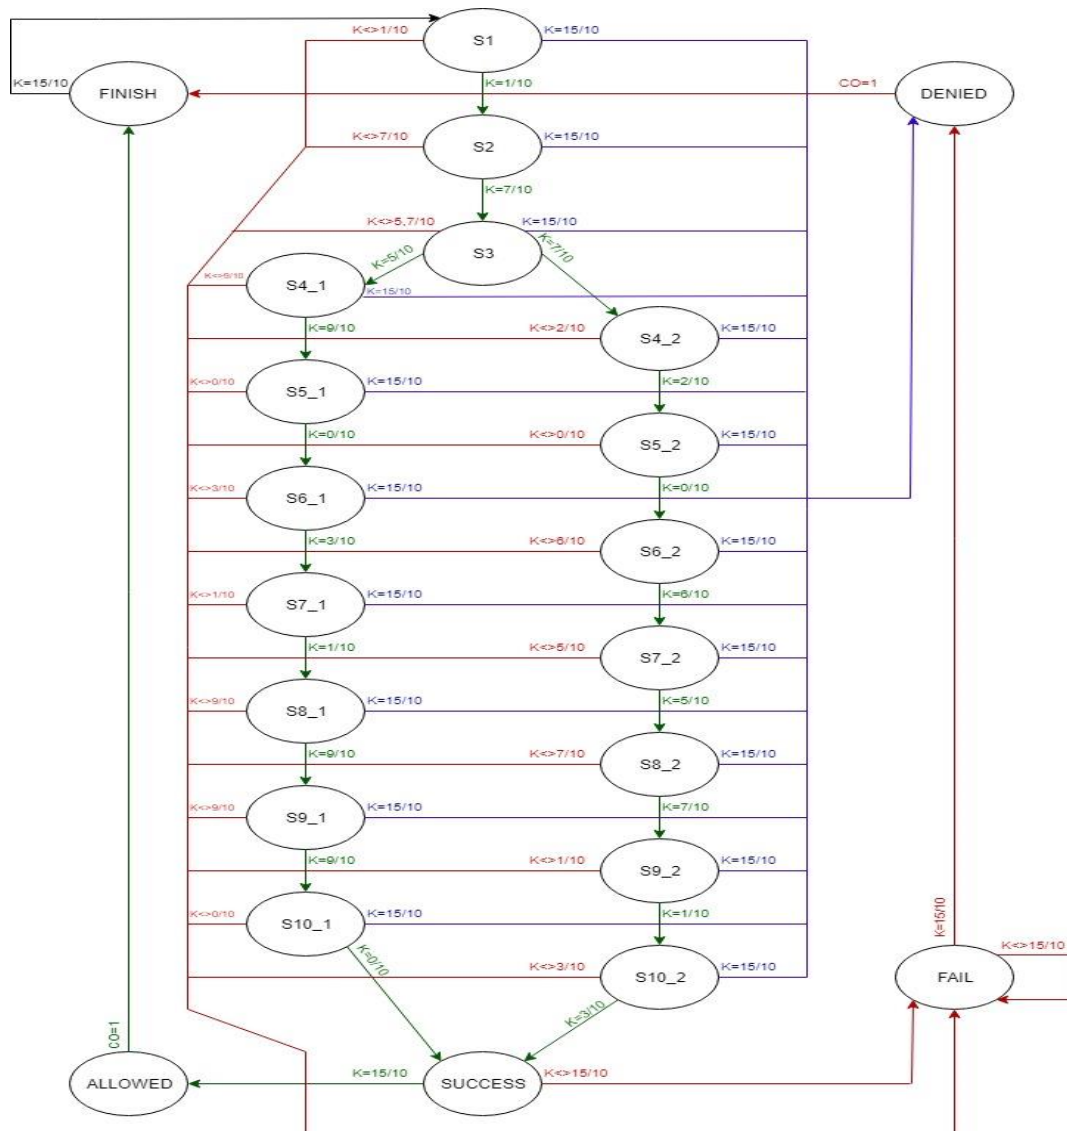 K<>1/10 S1 K=15/10
K=15/10 FINISH K=1/10 CO=1 DENIED
K<>7/10 S2 K=15/10
K=7/10
K<>5,7/10 S3 K=15/10
K=5/10 K=7/10
K<>9/10 S4_1 K=15/10
K=9/10 K<>2/10 S4_2 K=15/10
K<>0/10 S5_1 K=15/10 K=2/10
K=0/10 K<>0/10 S5_2 K=15/10
K<>3/10 S6_1 K=15/10 K=0/10
K=3/10 K<>6/10 S6_2 K=15/10
K<>1/10 S7_1 K=15/10 K=6/10
K=1/10 K<>5/10 S7_2 K=15/10
K<>9/10 S8_1 K=15/10 K=5/10
K=9/10 K<>7/10 S8_2 K=15/10
K<>9/10 S9_1 K=15/10 K=7/10
K=9/10 K<>1/10 S9_2 K=15/10
K<>0/10 S10_1 K=15/10 K=1/10 K=15/10
K=0/10 K<>15/10
K<>3/10 S10_2 K=15/10 FAIL
CO=1 K=3/10
ALLOWED K=15/10 SUCCESS K<>15/10